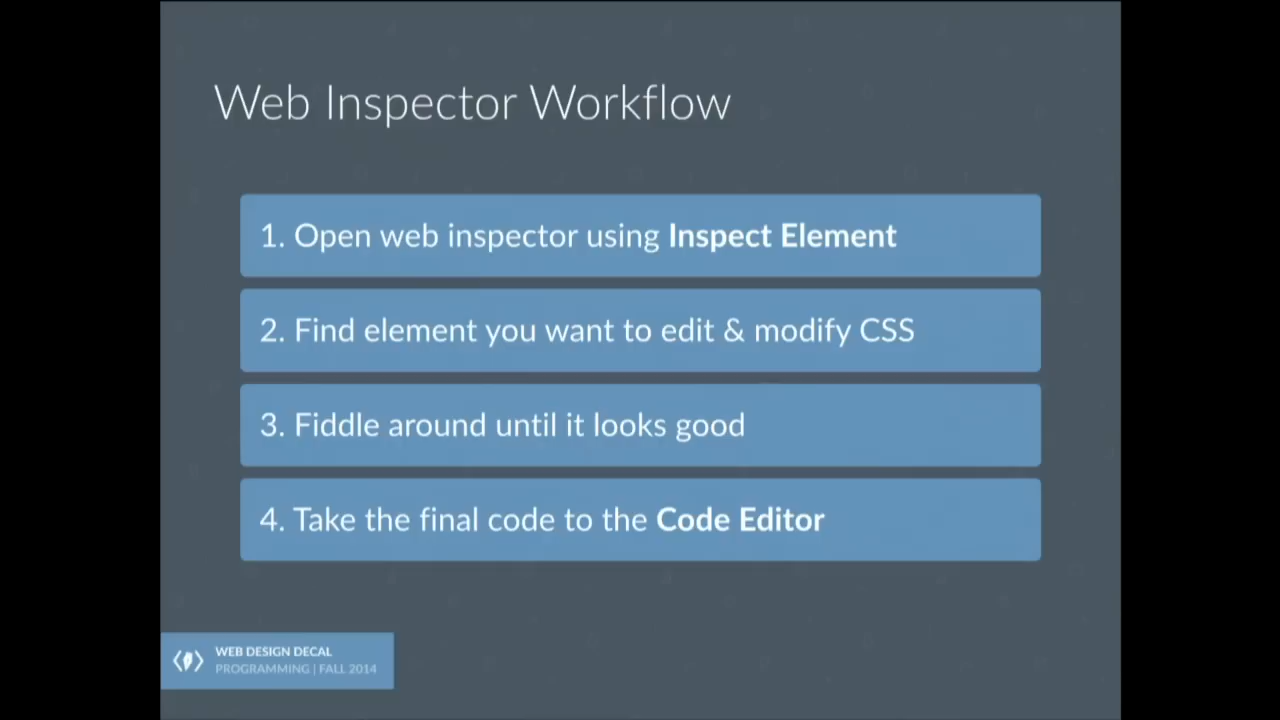 Web Inspector Workflow
1. Open web inspector using Inspect Element
2. Find element you want to edit & modify CSS
3. Fiddle around until it looks good
4. Take the final code to the Code Editor
WEB DESIGN DECAL
PROGRAMMING | FALL 2014